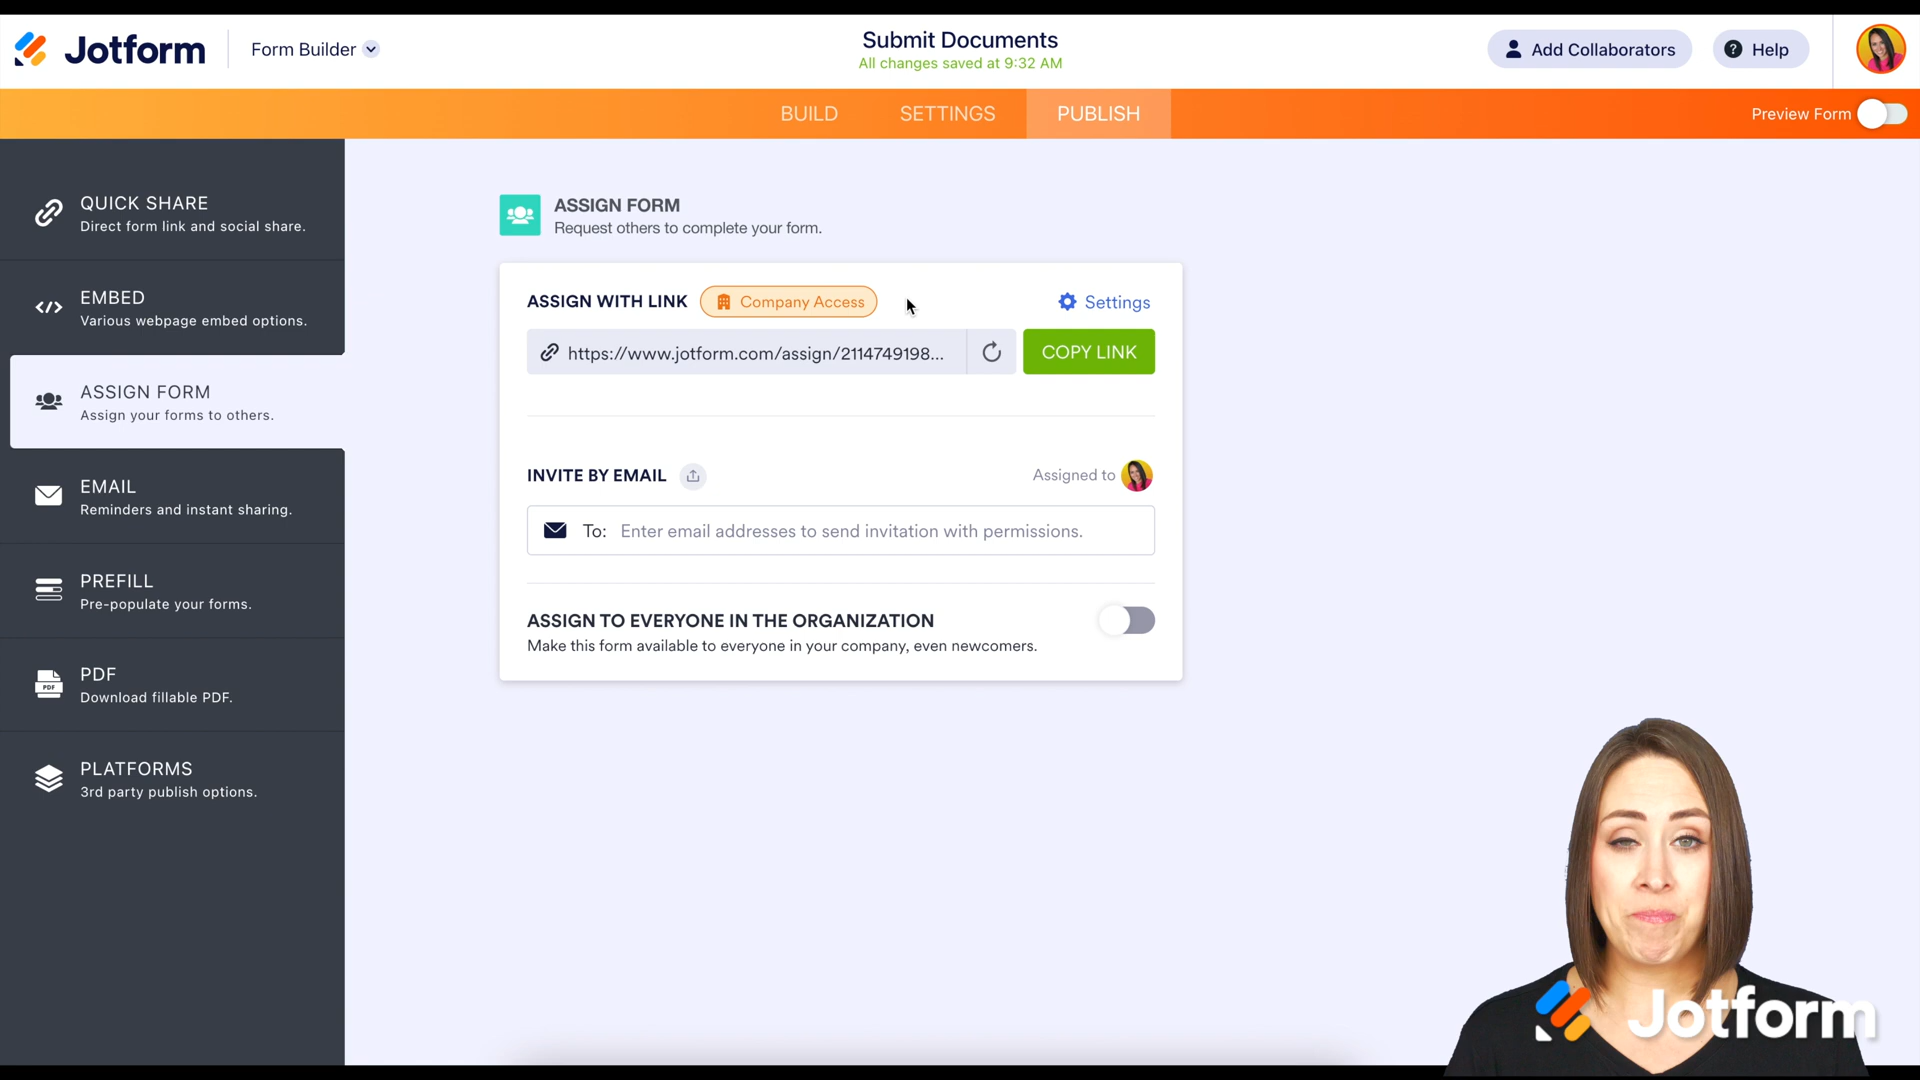 Jotform
Form Builder
Submit Documents
All changes saved at 9:32 AM
Add Collaborators
? Help
BUILD
SETTINGS
PUBLISH
Preview Form
QUICK SHARE
Direct form link and social share.
EMBED
Various webpage embed options.
ASSIGN FORM
Assign your forms to others.
EMAIL
Reminders and instant sharing.
PREFILL
Pre-populate your forms.
PDF
PDF
Download fillable PDF.
PLATFORMS
3rd party publish options.
ASSIGN FORM
Request others to complete your form.
ASSIGN WITH LINK
Company Access
Settings
https://www.jotform.com/assign/2114749198...
COPY LINK
INVITE BY EMAIL
Assigned to
To: Enter email addresses to send invitation with permissions.
ASSIGN TO EVERYONE IN THE ORGANIZATION
Make this form available to everyone in your company, even newcomers.
Jotform